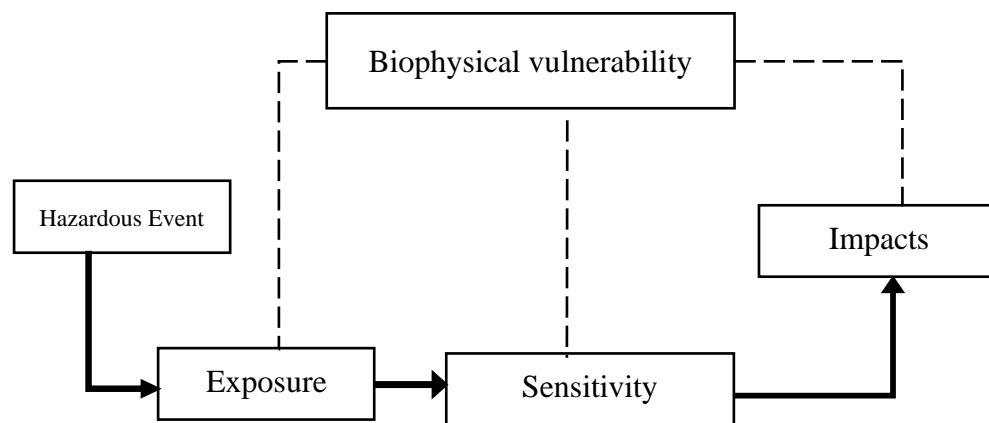 Biophysical vulnerability
Hazardous Event
Impacts
Exposure
Sensitivity